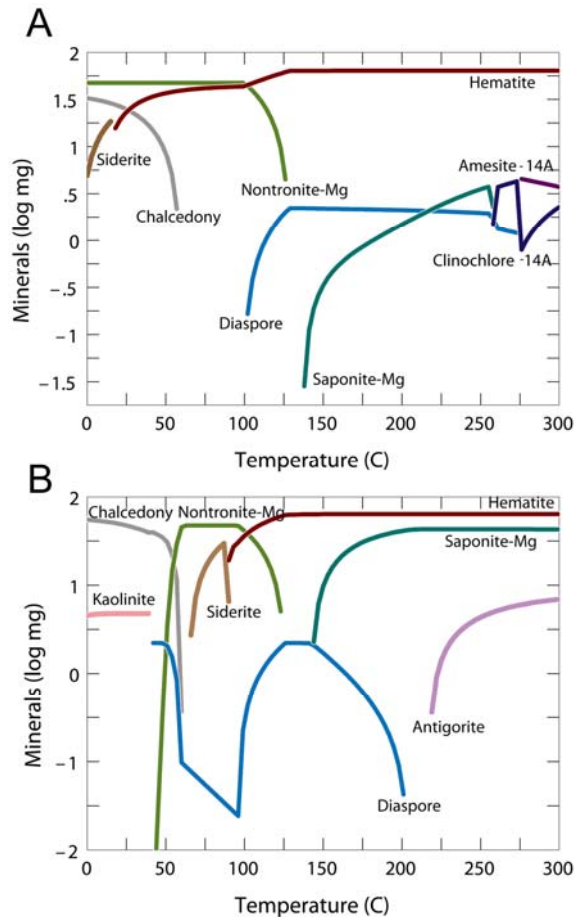 A
2
1.5
1
.5
0
-.5
-1
-1.5
Minerals (log mg)
Hematite
Siderite
Chalcedony
Nontronite-Mg
Amesite -14A
Clinochlore -14A
Diaspore
Saponite-Mg
0 50 100 150 200 250 300
Temperature (C)
B
2
1
0
-1
-2
Minerals (log mg)
Chalcedony Nontronite-Mg
Hematite
Saponite-Mg
Kaolinite
Siderite
Antigorite
Diaspore
0 50 100 150 200 250 300
Temperature (C)